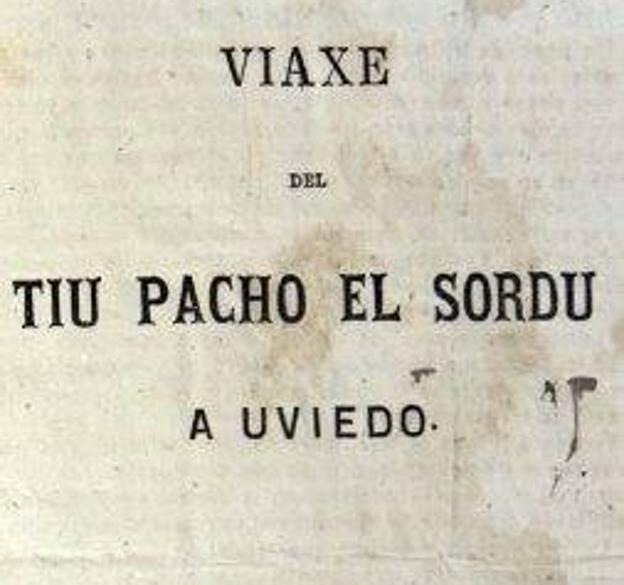 VIAXE
DEL
TIU PACHO EL SORDU
A UVIEDO.